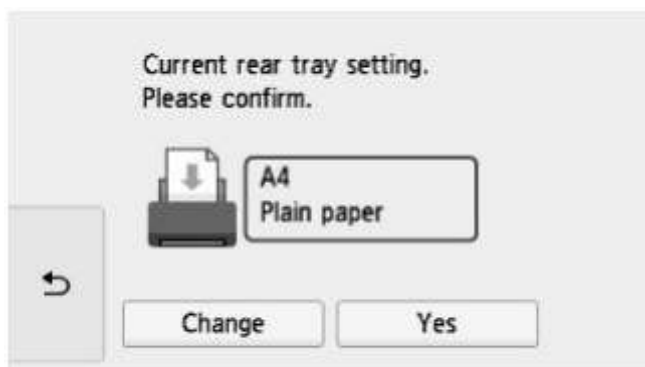 Current rear tray setting.
Please confirm.
A4
Plain paper
Change
Yes